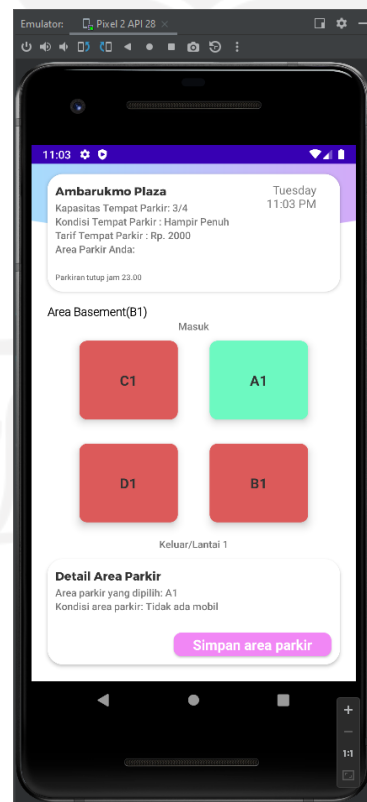 Emulator: Pixel 2 API 28
11:03
Ambarukmo Plaza
Tuesday
Kapasitas Tempat Parkir: 3/4
11:03 PM
Kondisi Tempat Parkir : Hampir Penuh
Tarif Tempat Parkir : Rp. 2000
Area Parkir Anda:
Parkiran tutup jam 23.00
Area Basement(B1)
Masuk
C1
A1
D1
B1
Keluar/Lantai 1
Detail Area Parkir
Area parkir yang dipilih: A1
Kondisi area parkir: Tidak ada mobil
Simpan area parkir
1:1